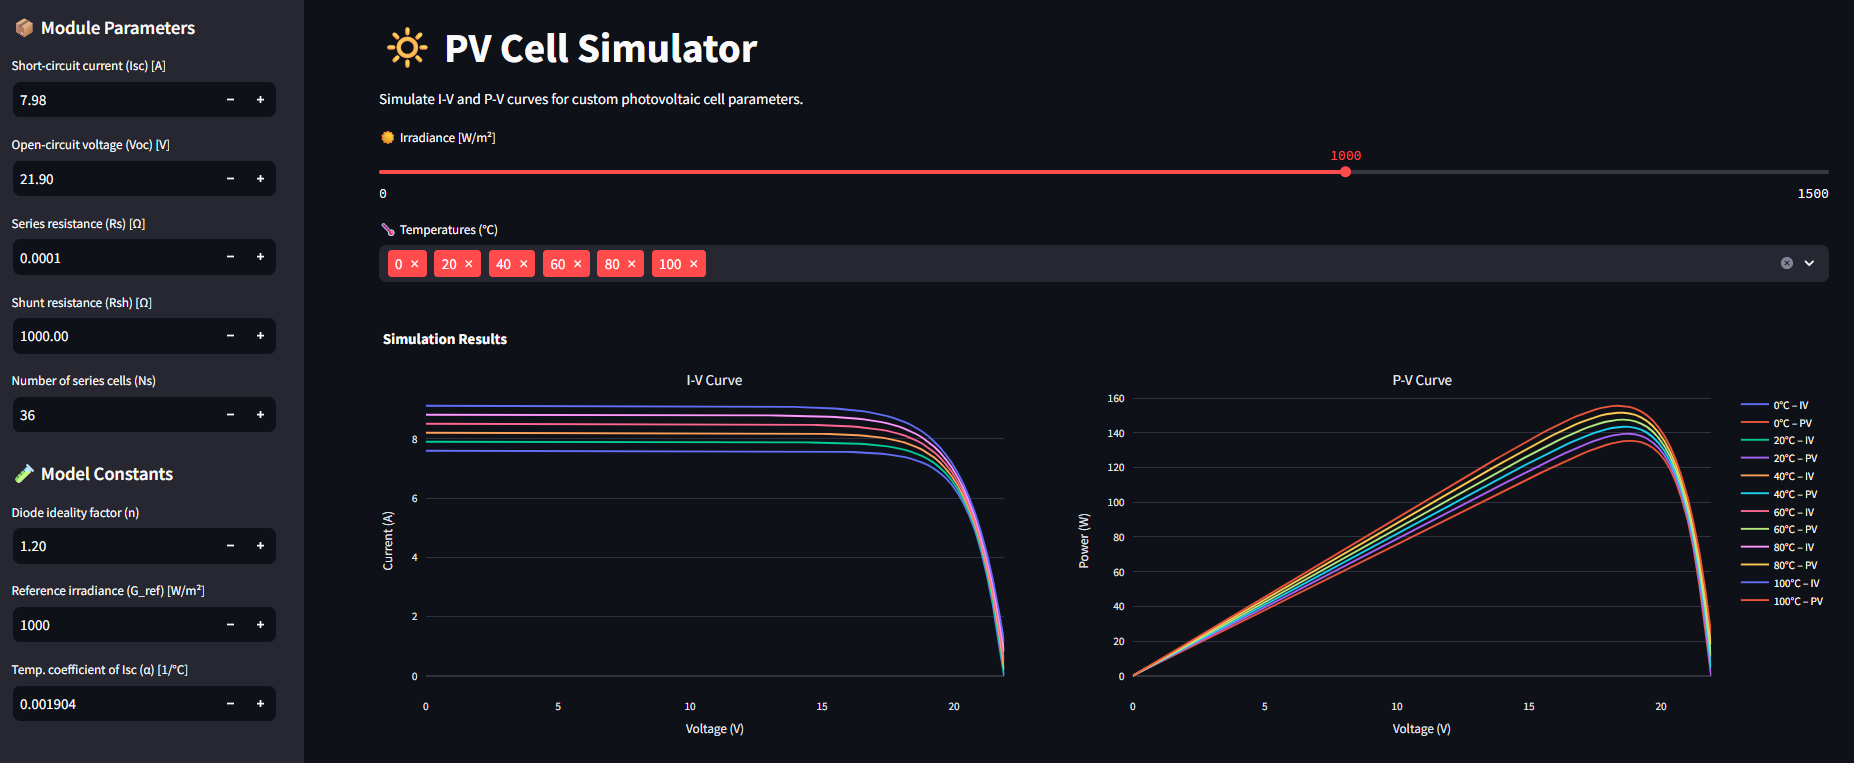 📦 Module Parameters
Short-circuit current (Isc) [A]
7.98 − +
Open-circuit voltage (Voc) [V]
21.90 − +
Series resistance (Rs) [Ω]
0.0001 − +
Shunt resistance (Rsh) [Ω]
1000.00 − +
Number of series cells (Ns)
36 − +
🧪 Model Constants
Diode ideality factor (n)
1.20 − +
Reference irradiance (G_ref) [W/m²]
1000 − +
Temp. coefficient of Isc (α) [1/°C]
0.001904 − +
🔆 PV Cell Simulator
Simulate I-V and P-V curves for custom photovoltaic cell parameters.
Irradiance [W/m²]
1000
0 1500
Temperatures (°C)
0 × 20 × 40 × 60 × 80 × 100 ×
Simulation Results
I-V Curve
8
6
4
2
0
Current (A)
0 5 10 15 20
Voltage (V)
P-V Curve
160
140
120
100
80
60
40
20
0
Power (W)
0 5 10 15 20
Voltage (V)
0°C – IV
0°C – PV
20°C – IV
20°C – PV
40°C – IV
40°C – PV
60°C – IV
60°C – PV
80°C – IV
80°C – PV
100°C – IV
100°C – PV